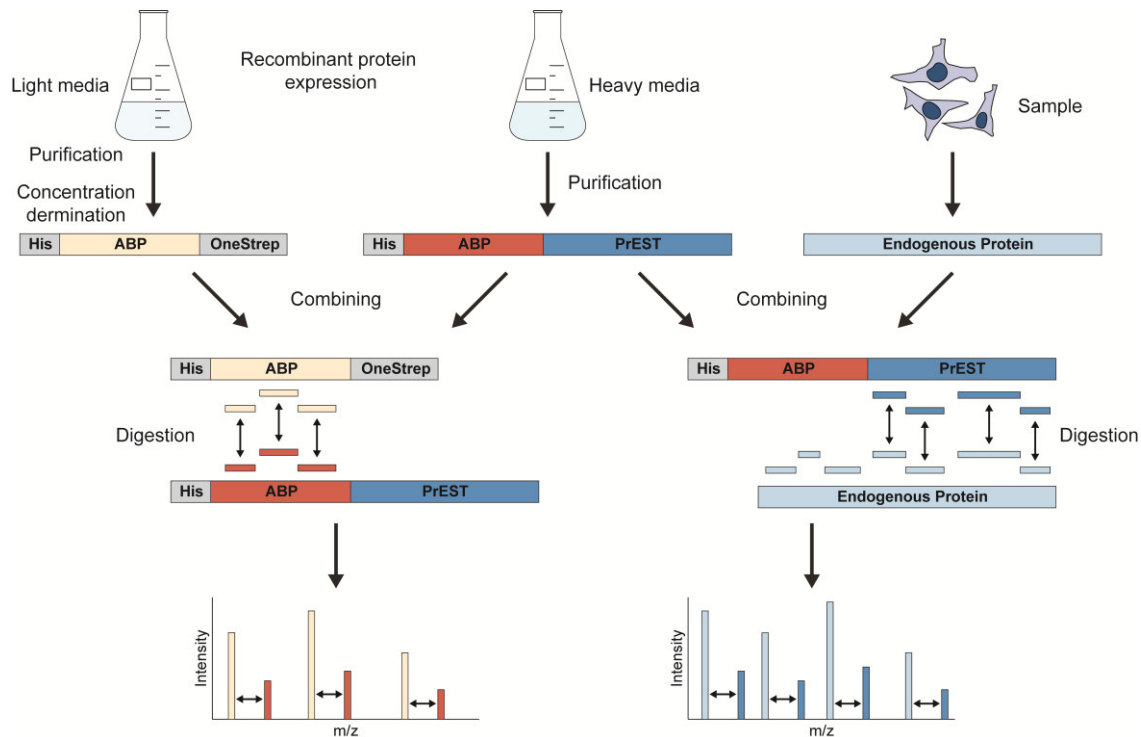 Light media
Recombinant protein
expression
Heavy media
Sample
Purification
Concentration
dermination
Purification
His ABP OneStrep
His ABP PrEST
Endogenous Protein
Combining
Combining
His ABP OneStrep
His ABP PrEST
Digestion
Digestion
His ABP PrEST
Endogenous Protein
Intensity
m/z
Intensity
m/z